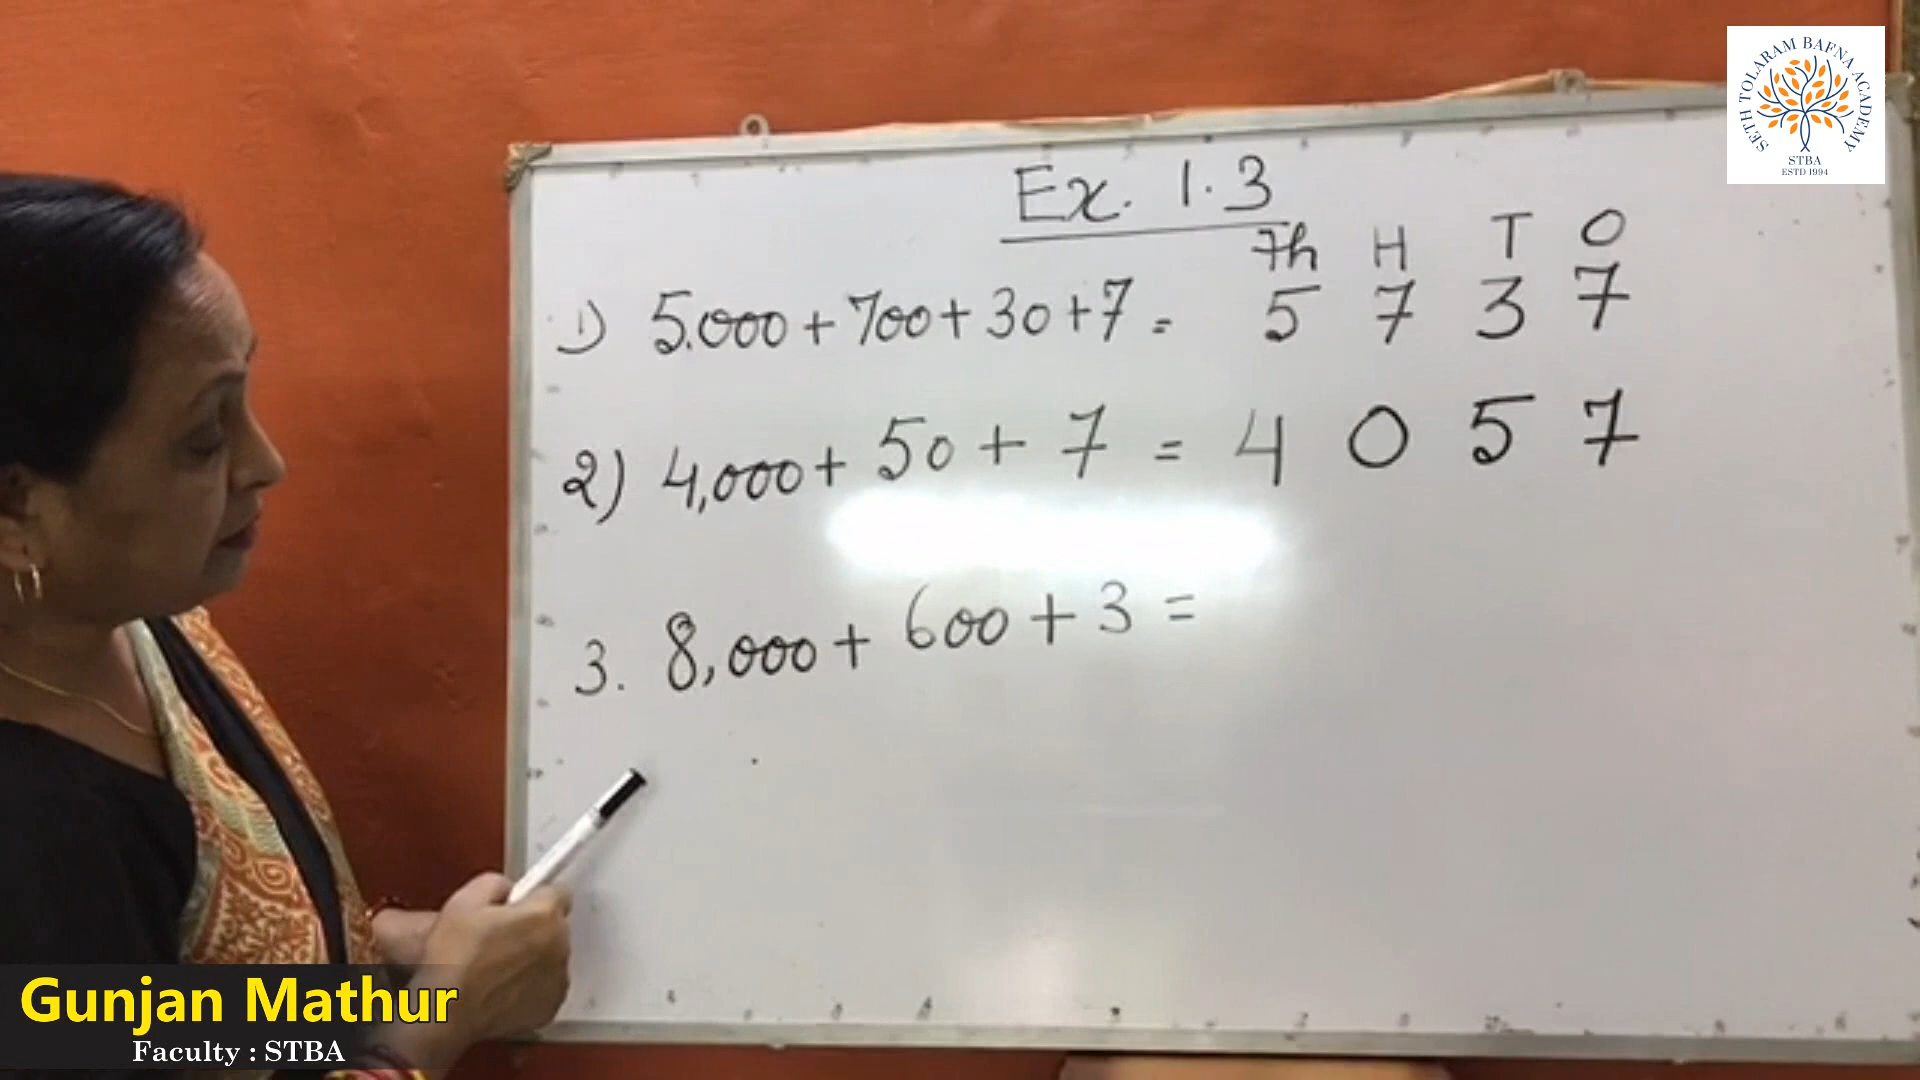 SETH TOLARAM BAFNA ACADEMY
STBA
ESTD 1994
Ex. 1.3
Th H T O
1) 5,000 + 700 + 30 + 7 = 5 7 3 7
2) 4,000 + 50 + 7 = 4 0 5 7
3. 8,000 + 600 + 3 =
Gunjan Mathur
Faculty : STBA